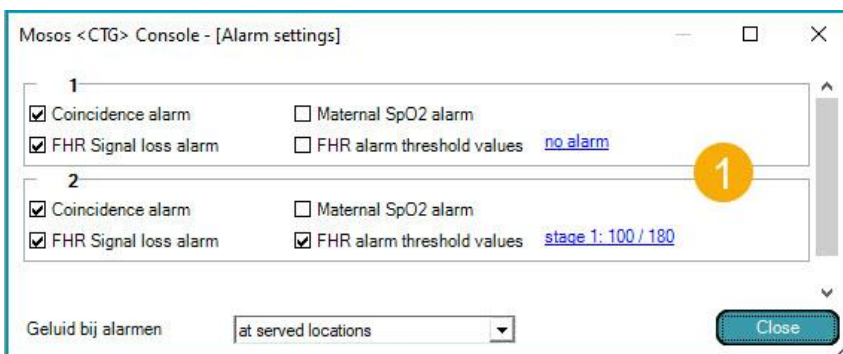 Mosos <CTG> Console - [Alarm settings]
1
Coincidence alarm Maternal SpO2 alarm
FHR Signal loss alarm FHR alarm threshold values no alarm
1
2
Coincidence alarm Maternal SpO2 alarm
FHR Signal loss alarm FHR alarm threshold values stage 1: 100 / 180
Geluid bij alarmen at served locations Close